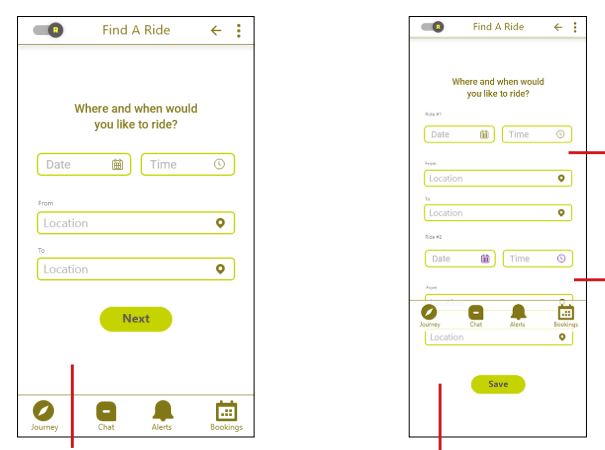 R
Find A Ride
Where and when would
you like to ride?
Date
Time
From
Location
To
Location
Next
Journey
Chat
Alerts
Bookings
R
Find A Ride
Where and when would
you like to ride?
Ride #1
Date
Time
From
Location
To
Location
Ride #2
Date
Time
From
Journey
Chat
Alerts
Bookings
Location
Save